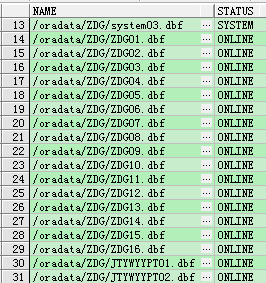 NAME STATUS
13 /oradata/ZDG/system03.dbf ... SYSTEM
14 /oradata/ZDG/ZDG01.dbf ... ONLINE
15 /oradata/ZDG/ZDG02.dbf ... ONLINE
16 /oradata/ZDG/ZDG03.dbf ... ONLINE
17 /oradata/ZDG/ZDG04.dbf ... ONLINE
18 /oradata/ZDG/ZDG05.dbf ... ONLINE
19 /oradata/ZDG/ZDG06.dbf ... ONLINE
20 /oradata/ZDG/ZDG07.dbf ... ONLINE
21 /oradata/ZDG/ZDG08.dbf ... ONLINE
22 /oradata/ZDG/ZDG09.dbf ... ONLINE
23 /oradata/ZDG/ZDG10.dbf ... ONLINE
24 /oradata/ZDG/ZDG11.dbf ... ONLINE
25 /oradata/ZDG/ZDG12.dbf ... ONLINE
26 /oradata/ZDG/ZDG13.dbf ... ONLINE
27 /oradata/ZDG/ZDG14.dbf ... ONLINE
28 /oradata/ZDG/ZDG15.dbf ... ONLINE
29 /oradata/ZDG/ZDG16.dbf ... ONLINE
30 /oradata/ZDG/JTYWYYPT01.dbf ... ONLINE
31 /oradata/ZDG/JTYWYYPT02.dbf ... ONLINE